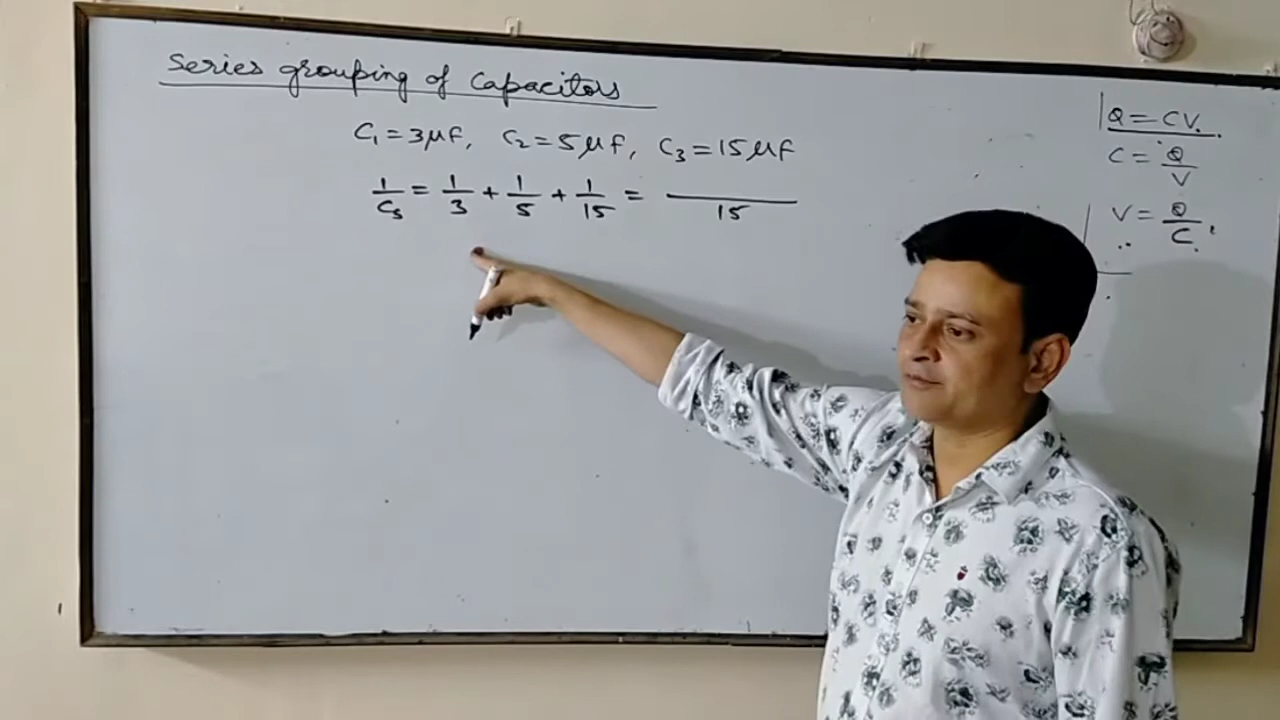 Series grouping of Capacitors
C₁ = 3μF, C₂ = 5μF, C₃ = 15μF
1/Cs = 1/3 + 1/5 + 1/15 = ___/15
Q = CV.
C = Q/V
V = Q/C